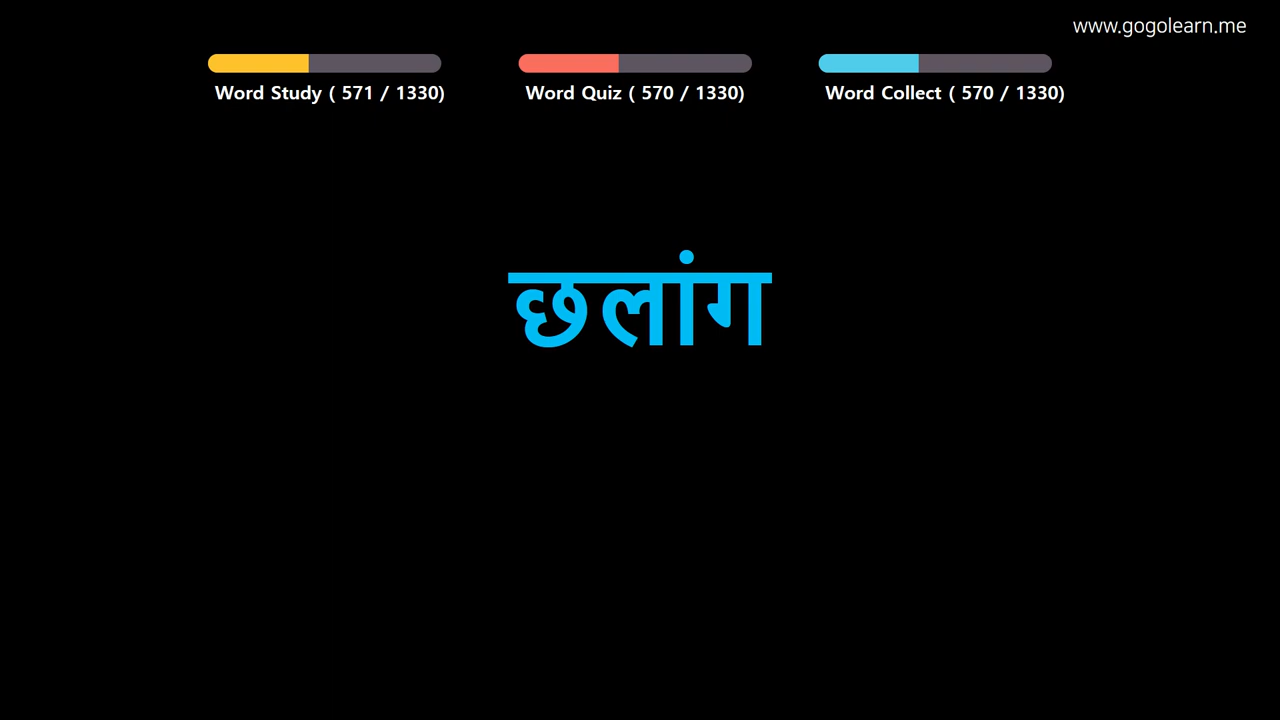 www.gogolearn.me
Word Study ( 571 / 1330)
Word Quiz ( 570 / 1330)
Word Collect ( 570 / 1330)
छलांग